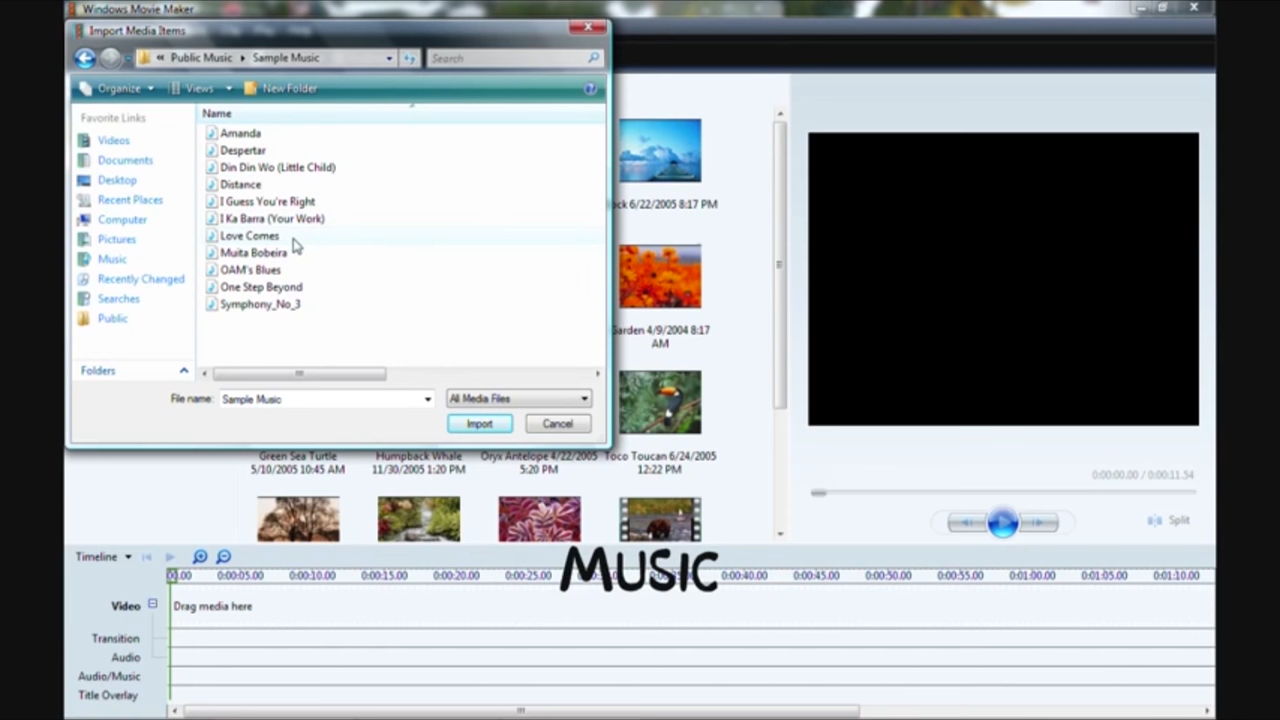 Windows Movie Maker
Import Media Items
« Public Music ▸ Sample Music
Search
Organize
Views
New Folder
Favorite Links
Videos
Documents
Desktop
Recent Places
Computer
Pictures
Music
Recently Changed
Searches
Public
Folders
Name
Amanda
Despertar
Din Din Wo (Little Child)
Distance
I Guess You're Right
I Ka Barra (Your Work)
Love Comes
Muita Bobeira
OAM's Blues
One Step Beyond
Symphony_No_3
File name: Sample Music
All Media Files
Import
Cancel
6/22/2005 8:17 PM
Garden 4/9/2004 8:17
AM
Green Sea Turtle
5/10/2005 10:45 AM
Humpback Whale
11/30/2005 1:20 PM
Oryx Antelope 4/22/2005
5:20 PM
Toco Toucan 6/24/2005
12:22 PM
0:00:00.00 / 0:00:11.54
Split
Timeline
00.00 0:00:05.00 0:00:10.00 0:00:15.00 0:00:20.00 0:00:25.00 0:00:40.00 0:00:45.00 0:00:50.00 0:00:55.00 0:01:00.00 0:01:05.00 0:01:10.00
MUSIC
Video
Drag media here
Transition
Audio
Audio/Music
Title Overlay